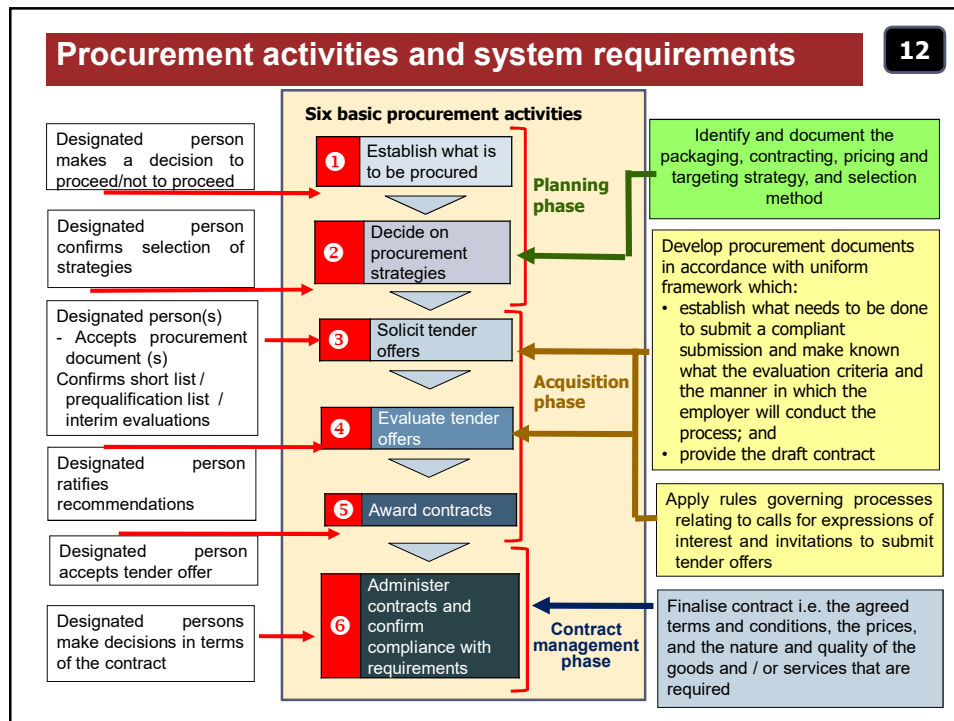 Procurement activities and system requirements
12
Six basic procurement activities
Designated person
makes a decision to
proceed/not to proceed
Designated person
confirms selection of
strategies
Designated person(s)
- Accepts procurement
document (s)
Confirms short list /
prequalification list /
interim evaluations
Designated person
ratifies
recommendations
Designated person
accepts tender offer
Designated persons
make decisions in terms
of the contract
❶
Establish what is
to be procured
❷
Decide on
procurement
strategies
❸
Solicit tender
offers
❹
Evaluate tender
offers
❺
Award contracts
❻
Administer
contracts and
confirm
compliance with
requirements
Planning
phase
Acquisition
phase
Contract
management
phase
Identify and document the
packaging, contracting, pricing and
targeting strategy, and selection
method
Develop procurement documents
in accordance with uniform
framework which:
• establish what needs to be done
to submit a compliant
submission and make known
what the evaluation criteria and
the manner in which the
employer will conduct the
process; and
• provide the draft contract
Apply rules governing processes
relating to calls for expressions of
interest and invitations to submit
tender offers
Finalise contract i.e. the agreed
terms and conditions, the prices,
and the nature and quality of the
goods and / or services that are
required